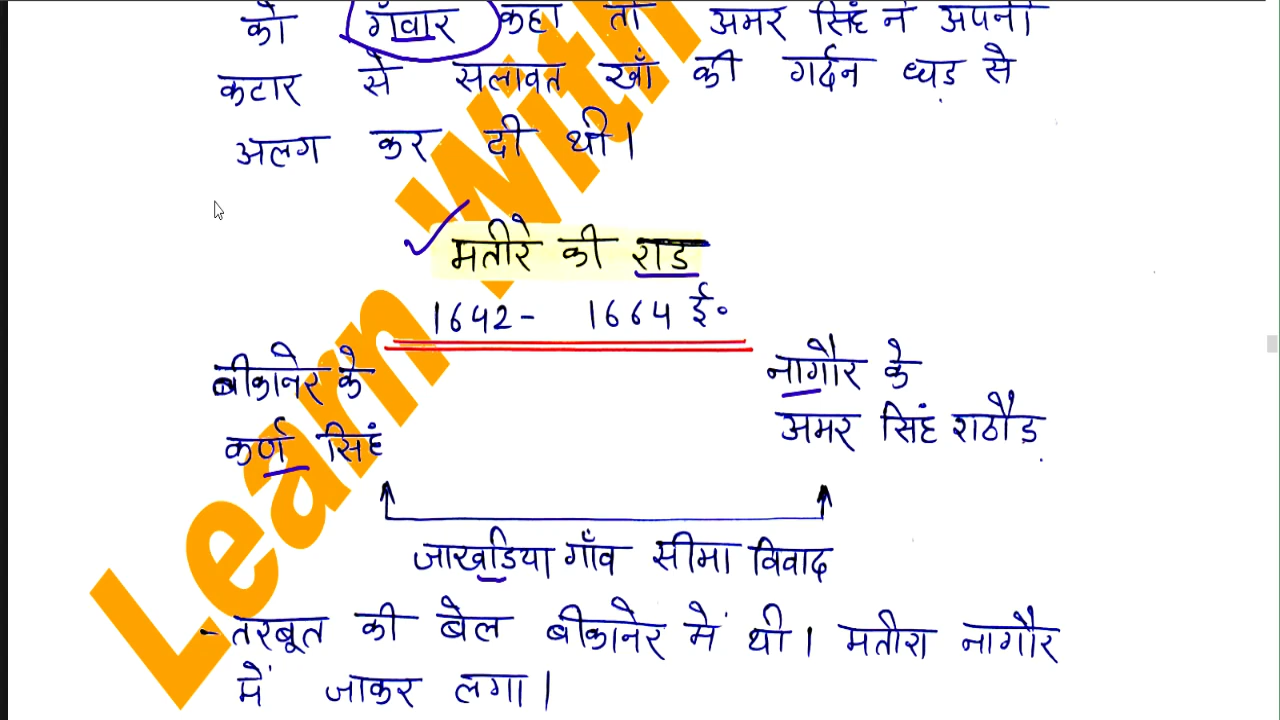 को गँवार कहा तो अमर सिंह ने अपनी
कटार से सलावत खाँ की गर्दन धड़ से
अलग कर दी थी।
मतीरे की राड
1642 - 1664 ई॰
बीकानेर के
कर्ण सिंह
नागौर के
अमर सिंह राठौड़
जाखडिया गाँव सीमा विवाद
- तरबूत की बेल बीकानेर में थी। मतीरा नागौर
में जाकर लगा।
Learn With